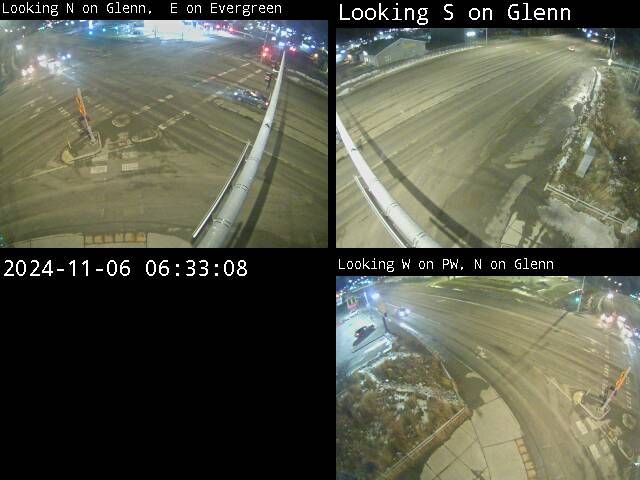 Looking N on Glenn,  E on Evergreen
Looking S on Glenn
2024-11-06 06:33:08
Looking W on PW, N on Glenn